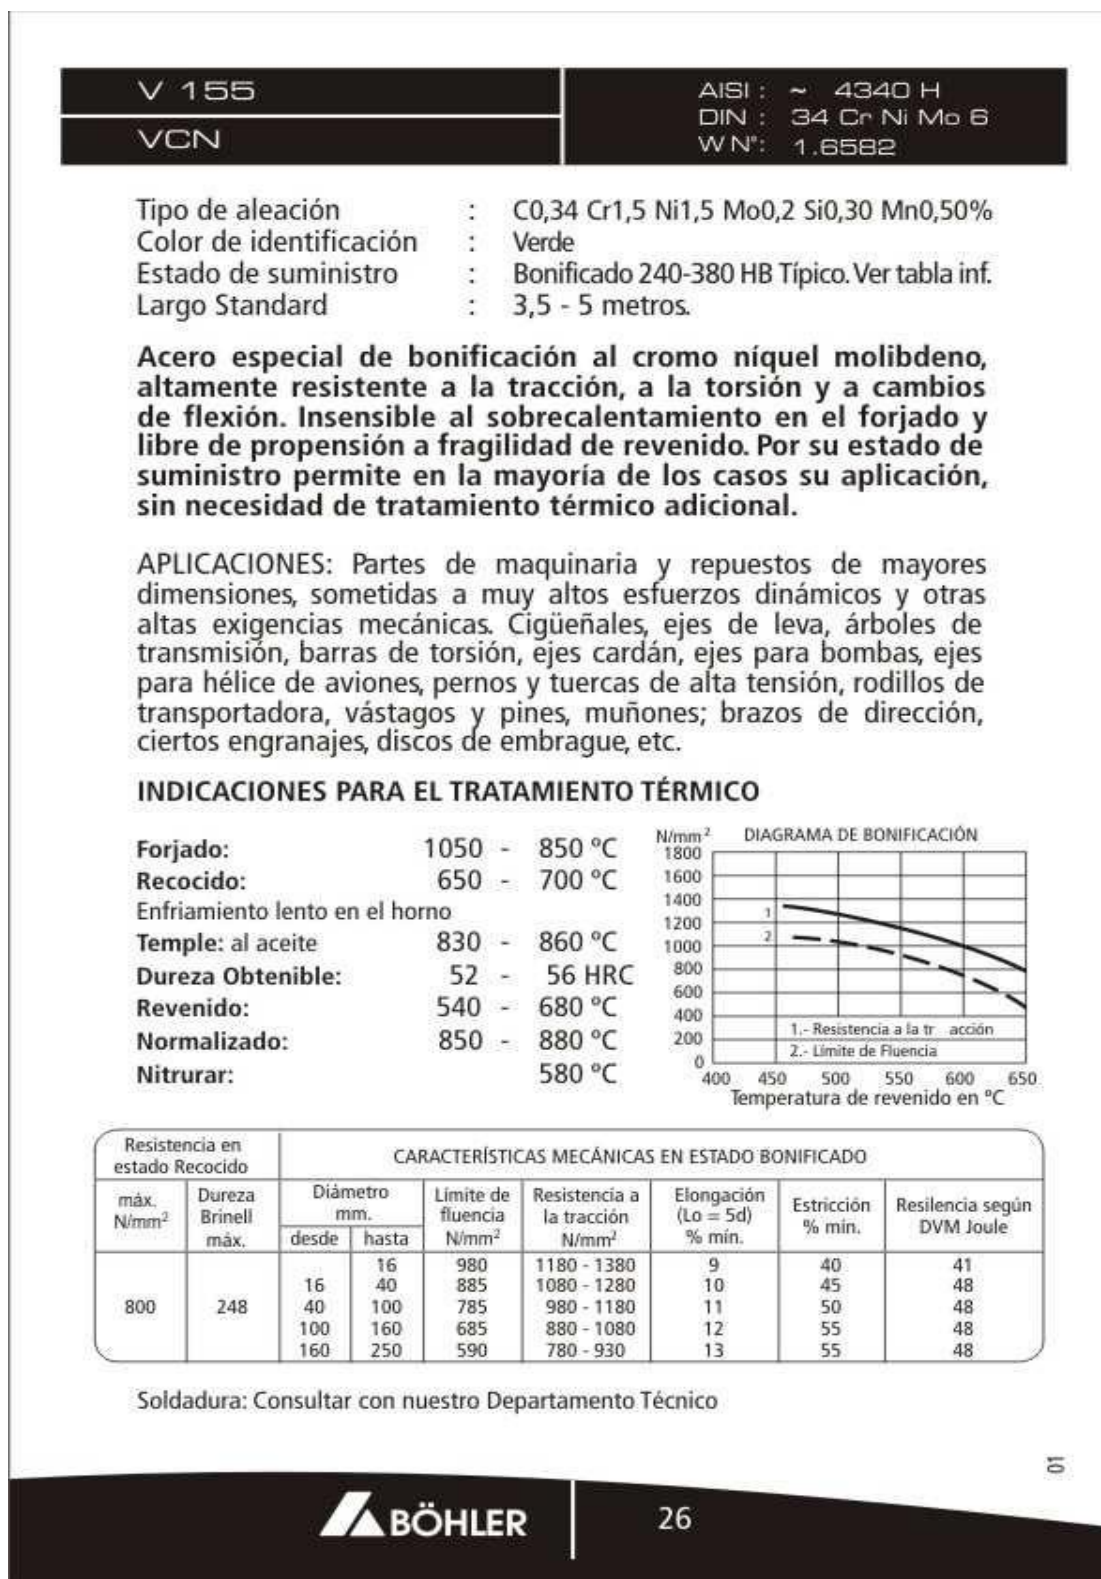 V 155
VCN
AISI : ~ 4340 H
DIN : 34 Cr Ni Mo 6
W N°: 1.6582
Tipo de aleación : C0,34 Cr1,5 Ni1,5 Mo0,2 Si0,30 Mn0,50%
Color de identificación : Verde
Estado de suministro : Bonificado 240-380 HB Típico. Ver tabla inf.
Largo Standard : 3,5 - 5 metros.
Acero especial de bonificación al cromo níquel molibdeno,
altamente resistente a la tracción, a la torsión y a cambios
de flexión. Insensible al sobrecalentamiento en el forjado y
libre de propensión a fragilidad de revenido. Por su estado de
suministro permite en la mayoría de los casos su aplicación,
sin necesidad de tratamiento térmico adicional.
APLICACIONES: Partes de maquinaria y repuestos de mayores
dimensiones, sometidas a muy altos esfuerzos dinámicos y otras
altas exigencias mecánicas. Cigüeñales, ejes de leva, árboles de
transmisión, barras de torsión, ejes cardán, ejes para bombas, ejes
para hélice de aviones, pernos y tuercas de alta tensión, rodillos de
transportadora, vástagos y pines, muñones; brazos de dirección,
ciertos engranajes, discos de embrague, etc.
INDICACIONES PARA EL TRATAMIENTO TÉRMICO
Forjado: 1050 - 850 ºC
Recocido: 650 - 700 ºC
Enfriamiento lento en el horno
Temple: al aceite 830 - 860 ºC
Dureza Obtenible: 52 - 56 HRC
Revenido: 540 - 680 ºC
Normalizado: 850 - 880 ºC
Nitrurar: 580 ºC
N/mm² DIAGRAMA DE BONIFICACIÓN
1800
1600
1400
1200
1000
800
600
400
200
0
1
2
1.- Resistencia a la tr acción
2.- Límite de Fluencia
400 450 500 550 600 650
Temperatura de revenido en ºC
Resistencia en
estado Recocido
CARACTERÍSTICAS MECÁNICAS EN ESTADO BONIFICADO
máx.
N/mm²
Dureza
Brinell
máx.
Diámetro
mm.
desde hasta
Límite de
fluencia
N/mm²
Resistencia a
la tracción
N/mm²
Elongación
(Lo = 5d)
% mín.
Estricción
% mín.
Resilencia según
DVM Joule
16 980 1180 - 1380 9 40 41
16 40 885 1080 - 1280 10 45 48
800 248 40 100 785 980 - 1180 11 50 48
100 160 685 880 - 1080 12 55 48
160 250 590 780 - 930 13 55 48
Soldadura: Consultar con nuestro Departamento Técnico
01
BÖHLER
26